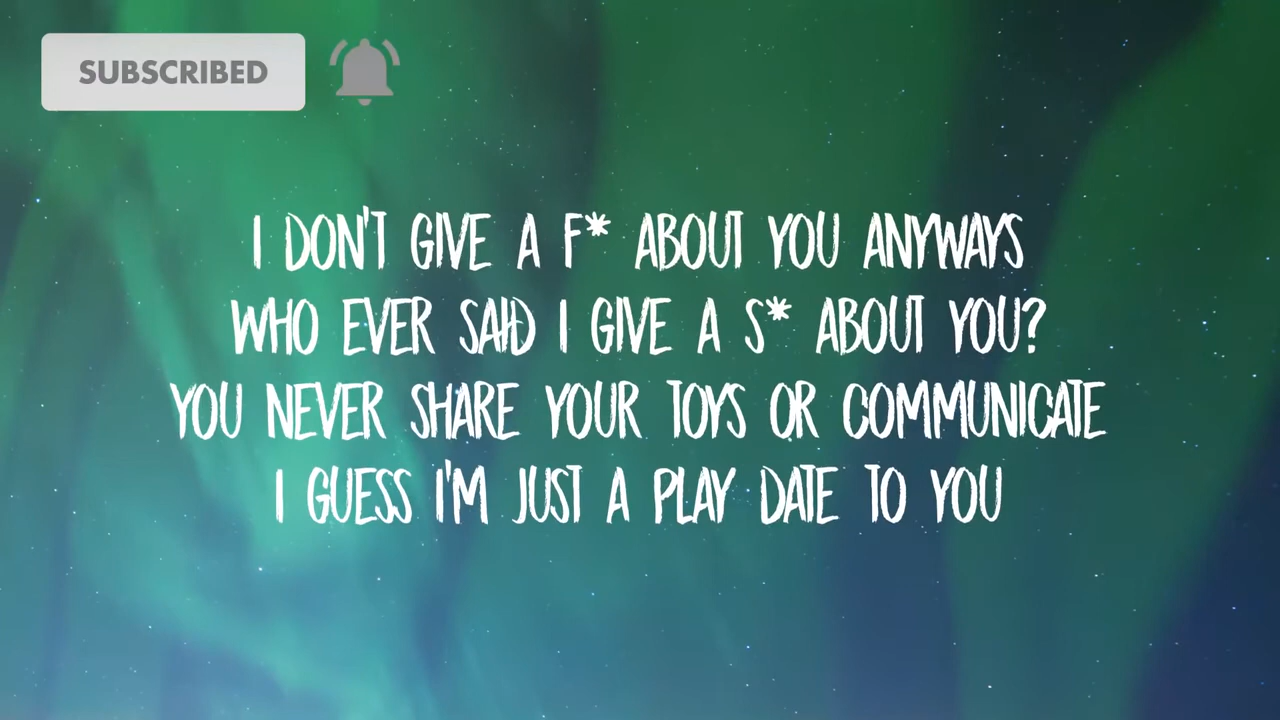 SUBSCRIBED
I DON'T GIVE A F* ABOUT YOU ANYWAYS
WHO EVER SAID I GIVE A S* ABOUT YOU?
YOU NEVER SHARE YOUR TOYS OR COMMUNICATE
I GUESS I'M JUST A PLAY DATE TO YOU